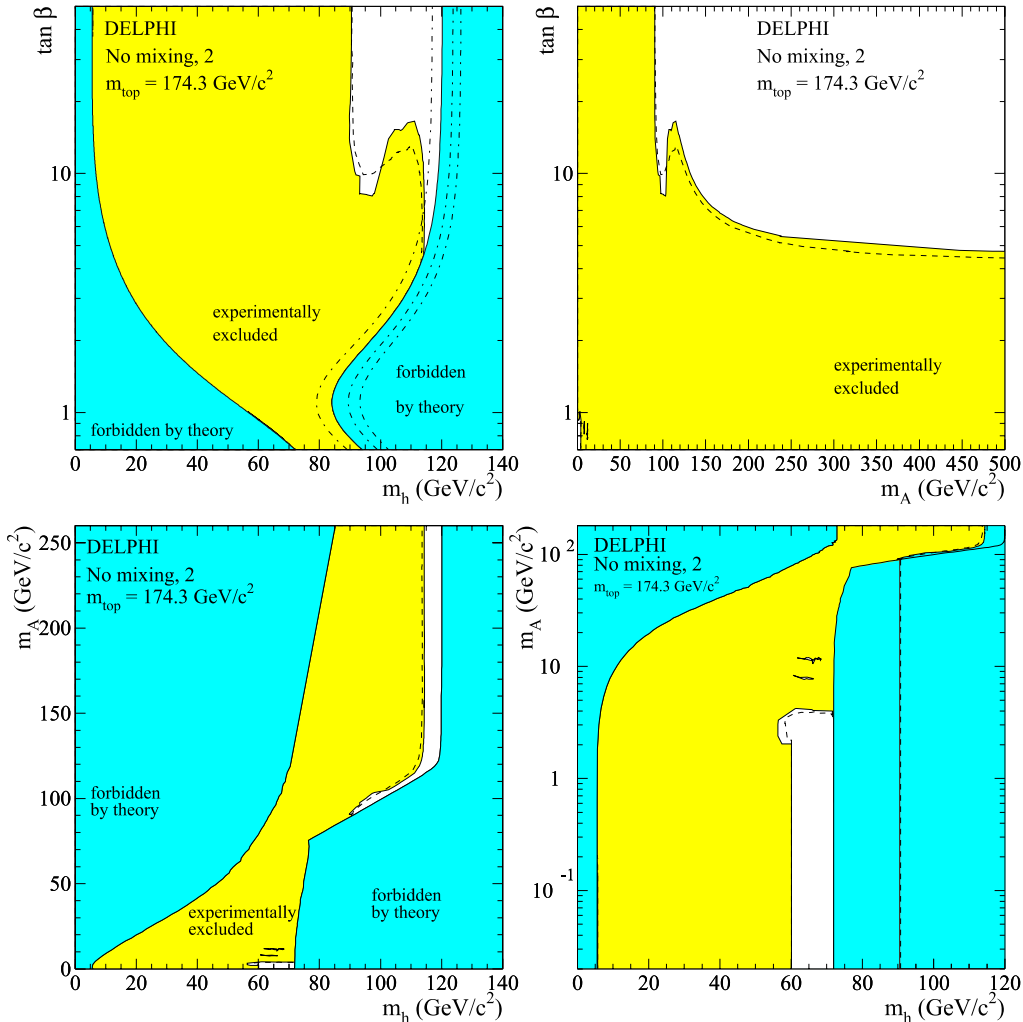 tan β
DELPHI
No mixing, 2
m_top = 174.3 GeV/c²
10
1
experimentally
excluded
forbidden
by theory
forbidden by theory
0 20 40 60 80 100 120 140
m_h (GeV/c²)
tan β
DELPHI
No mixing, 2
m_top = 174.3 GeV/c²
10
1
experimentally
excluded
0 50 100 150 200 250 300 350 400 450 500
m_A (GeV/c²)
m_A (GeV/c²)
DELPHI
No mixing, 2
m_top = 174.3 GeV/c²
250
200
150
100
50
0
forbidden
by theory
experimentally
excluded
forbidden
by theory
0 20 40 60 80 100 120 140
m_h (GeV/c²)
m_A (GeV/c²)
DELPHI
No mixing, 2
m_top = 174.3 GeV/c²
10²
10
1
10⁻¹
0 20 40 60 80 100 120
m_h (GeV/c²)